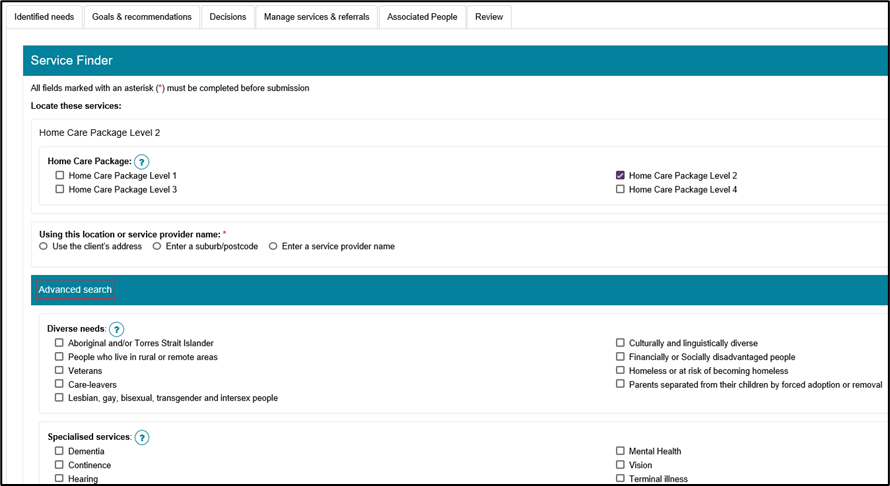 Identified needs Goals & recommendations Decisions Manage services & referrals Associated People Review
Service Finder
All fields marked with an asterisk (*) must be completed before submission
Locate these services:
Home Care Package Level 2
Home Care Package: ?
Home Care Package Level 1 Home Care Package Level 2
Home Care Package Level 3 Home Care Package Level 4
Using this location or service provider name: *
Use the client's address Enter a suburb/postcode Enter a service provider name
Advanced search
Diverse needs: ?
Aboriginal and/or Torres Strait Islander Culturally and linguistically diverse
People who live in rural or remote areas Financially or Socially disadvantaged people
Veterans Homeless or at risk of becoming homeless
Care-leavers Parents separated from their children by forced adoption or removal
Lesbian, gay, bisexual, transgender and intersex people
Specialised services: ?
Dementia Mental Health
Continence Vision
Hearing Terminal illness